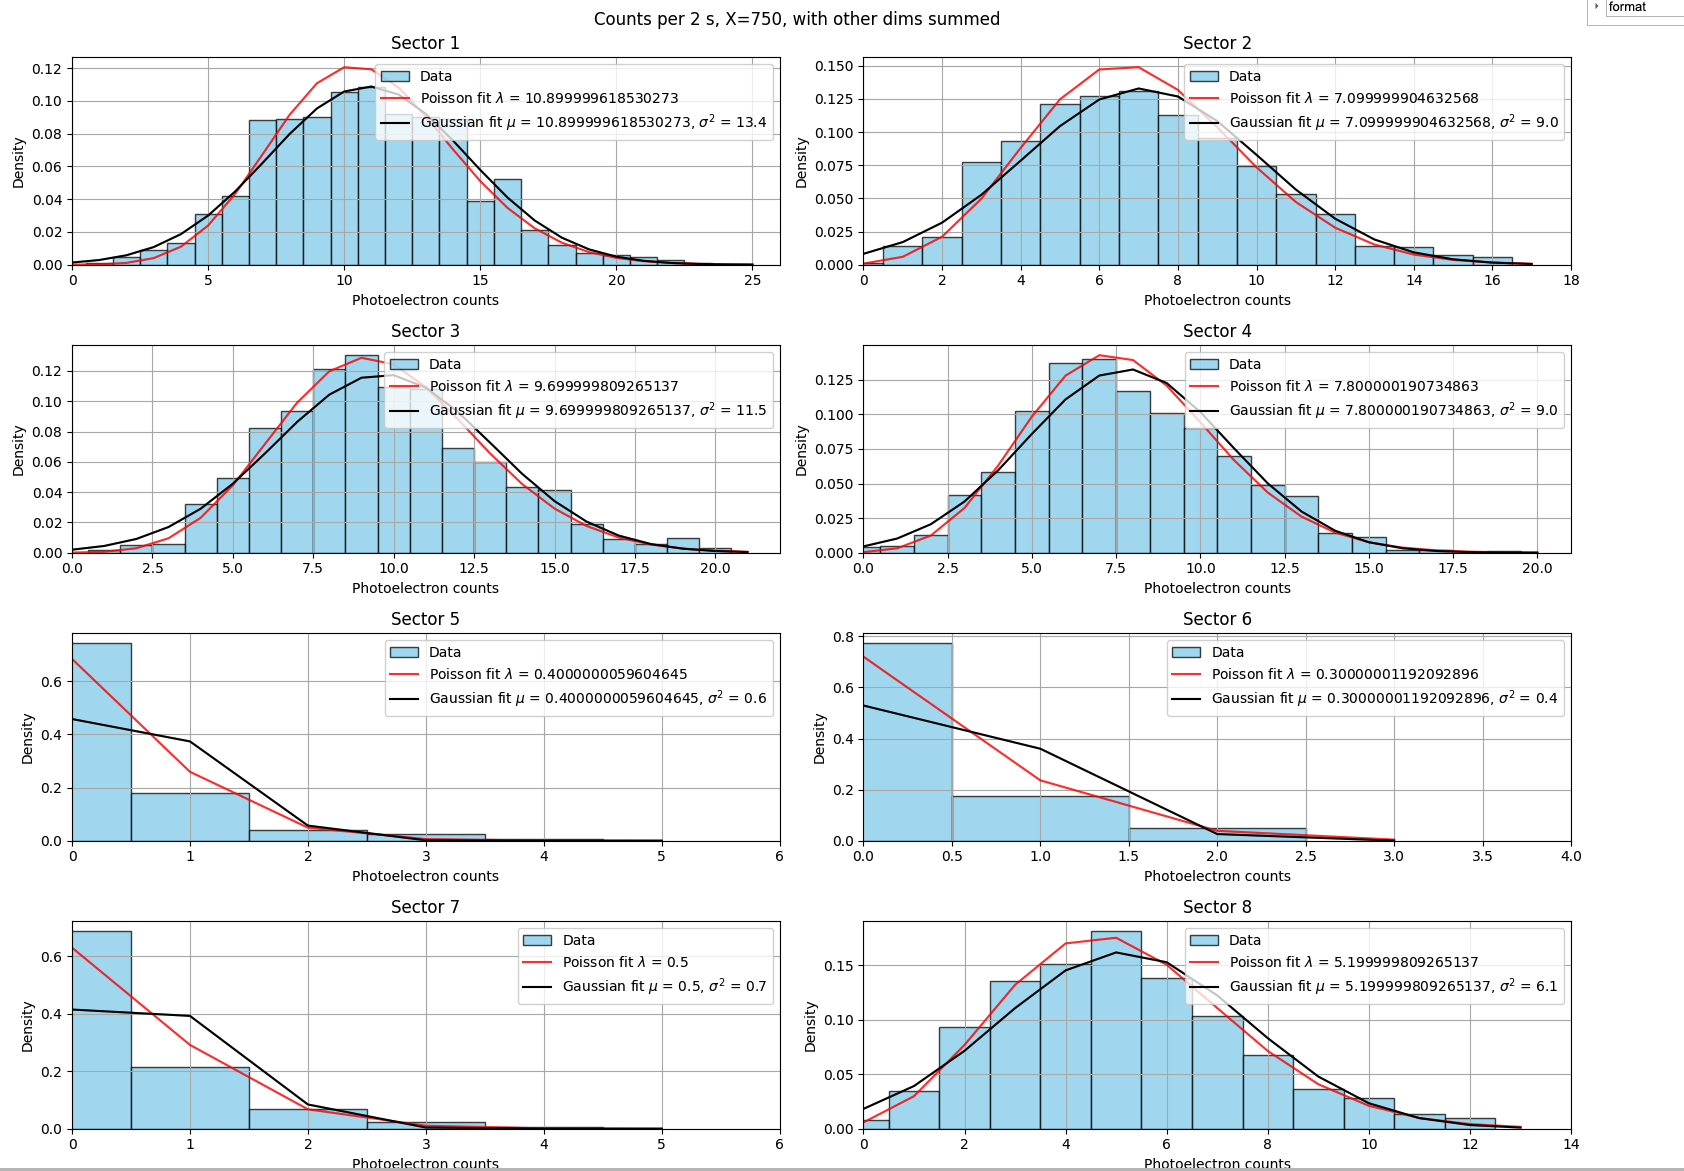 format
Counts per 2 s, X=750, with other dims summed
Sector 1
Density
0.12
0.10
0.08
0.06
0.04
0.02
0.00
Data
Poisson fit λ = 10.899999618530273
Gaussian fit μ = 10.899999618530273, σ² = 13.4
0 5 10 15 20 25
Photoelectron counts
Sector 2
Density
0.150
0.125
0.100
0.075
0.050
0.025
0.000
Data
Poisson fit λ = 7.099999904632568
Gaussian fit μ = 7.099999904632568, σ² = 9.0
0 2 4 6 8 10 12 14 16 18
Photoelectron counts
Sector 3
Density
0.12
0.10
0.08
0.06
0.04
0.02
0.00
Data
Poisson fit λ = 9.699999809265137
Gaussian fit μ = 9.699999809265137, σ² = 11.5
0.0 2.5 5.0 7.5 10.0 12.5 15.0 17.5 20.0
Photoelectron counts
Sector 4
Density
0.125
0.100
0.075
0.050
0.025
0.000
Data
Poisson fit λ = 7.800000190734863
Gaussian fit μ = 7.800000190734863, σ² = 9.0
0.0 2.5 5.0 7.5 10.0 12.5 15.0 17.5 20.0
Photoelectron counts
Sector 5
Density
0.6
0.4
0.2
0.0
Data
Poisson fit λ = 0.4000000059604645
Gaussian fit μ = 0.4000000059604645, σ² = 0.6
0 1 2 3 4 5 6
Photoelectron counts
Sector 6
Density
0.8
0.6
0.4
0.2
0.0
Data
Poisson fit λ = 0.30000001192092896
Gaussian fit μ = 0.30000001192092896, σ² = 0.4
0.0 0.5 1.0 1.5 2.0 2.5 3.0 3.5 4.0
Photoelectron counts
Sector 7
Density
0.6
0.4
0.2
0.0
Data
Poisson fit λ = 0.5
Gaussian fit μ = 0.5, σ² = 0.7
0 1 2 3 4 5 6
Photoelectron counts
Sector 8
Density
0.15
0.10
0.05
0.00
Data
Poisson fit λ = 5.199999809265137
Gaussian fit μ = 5.199999809265137, σ² = 6.1
0 2 4 6 8 10 12 14
Photoelectron counts